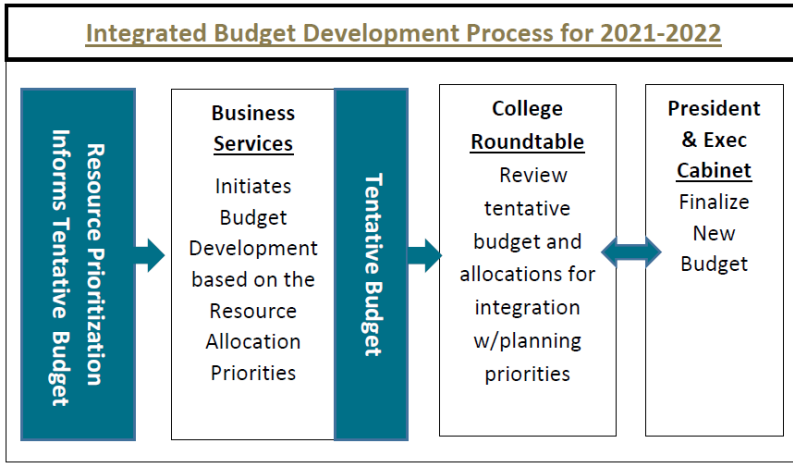 Integrated Budget Development Process for 2021-2022
Resource Prioritization
Informs Tentative Budget
Business
Services
Initiates
Budget
Development
based on the
Resource
Allocation
Priorities
Tentative Budget
College
Roundtable
Review
tentative
budget and
allocations for
integration
w/planning
priorities
President
& Exec
Cabinet
Finalize
New
Budget